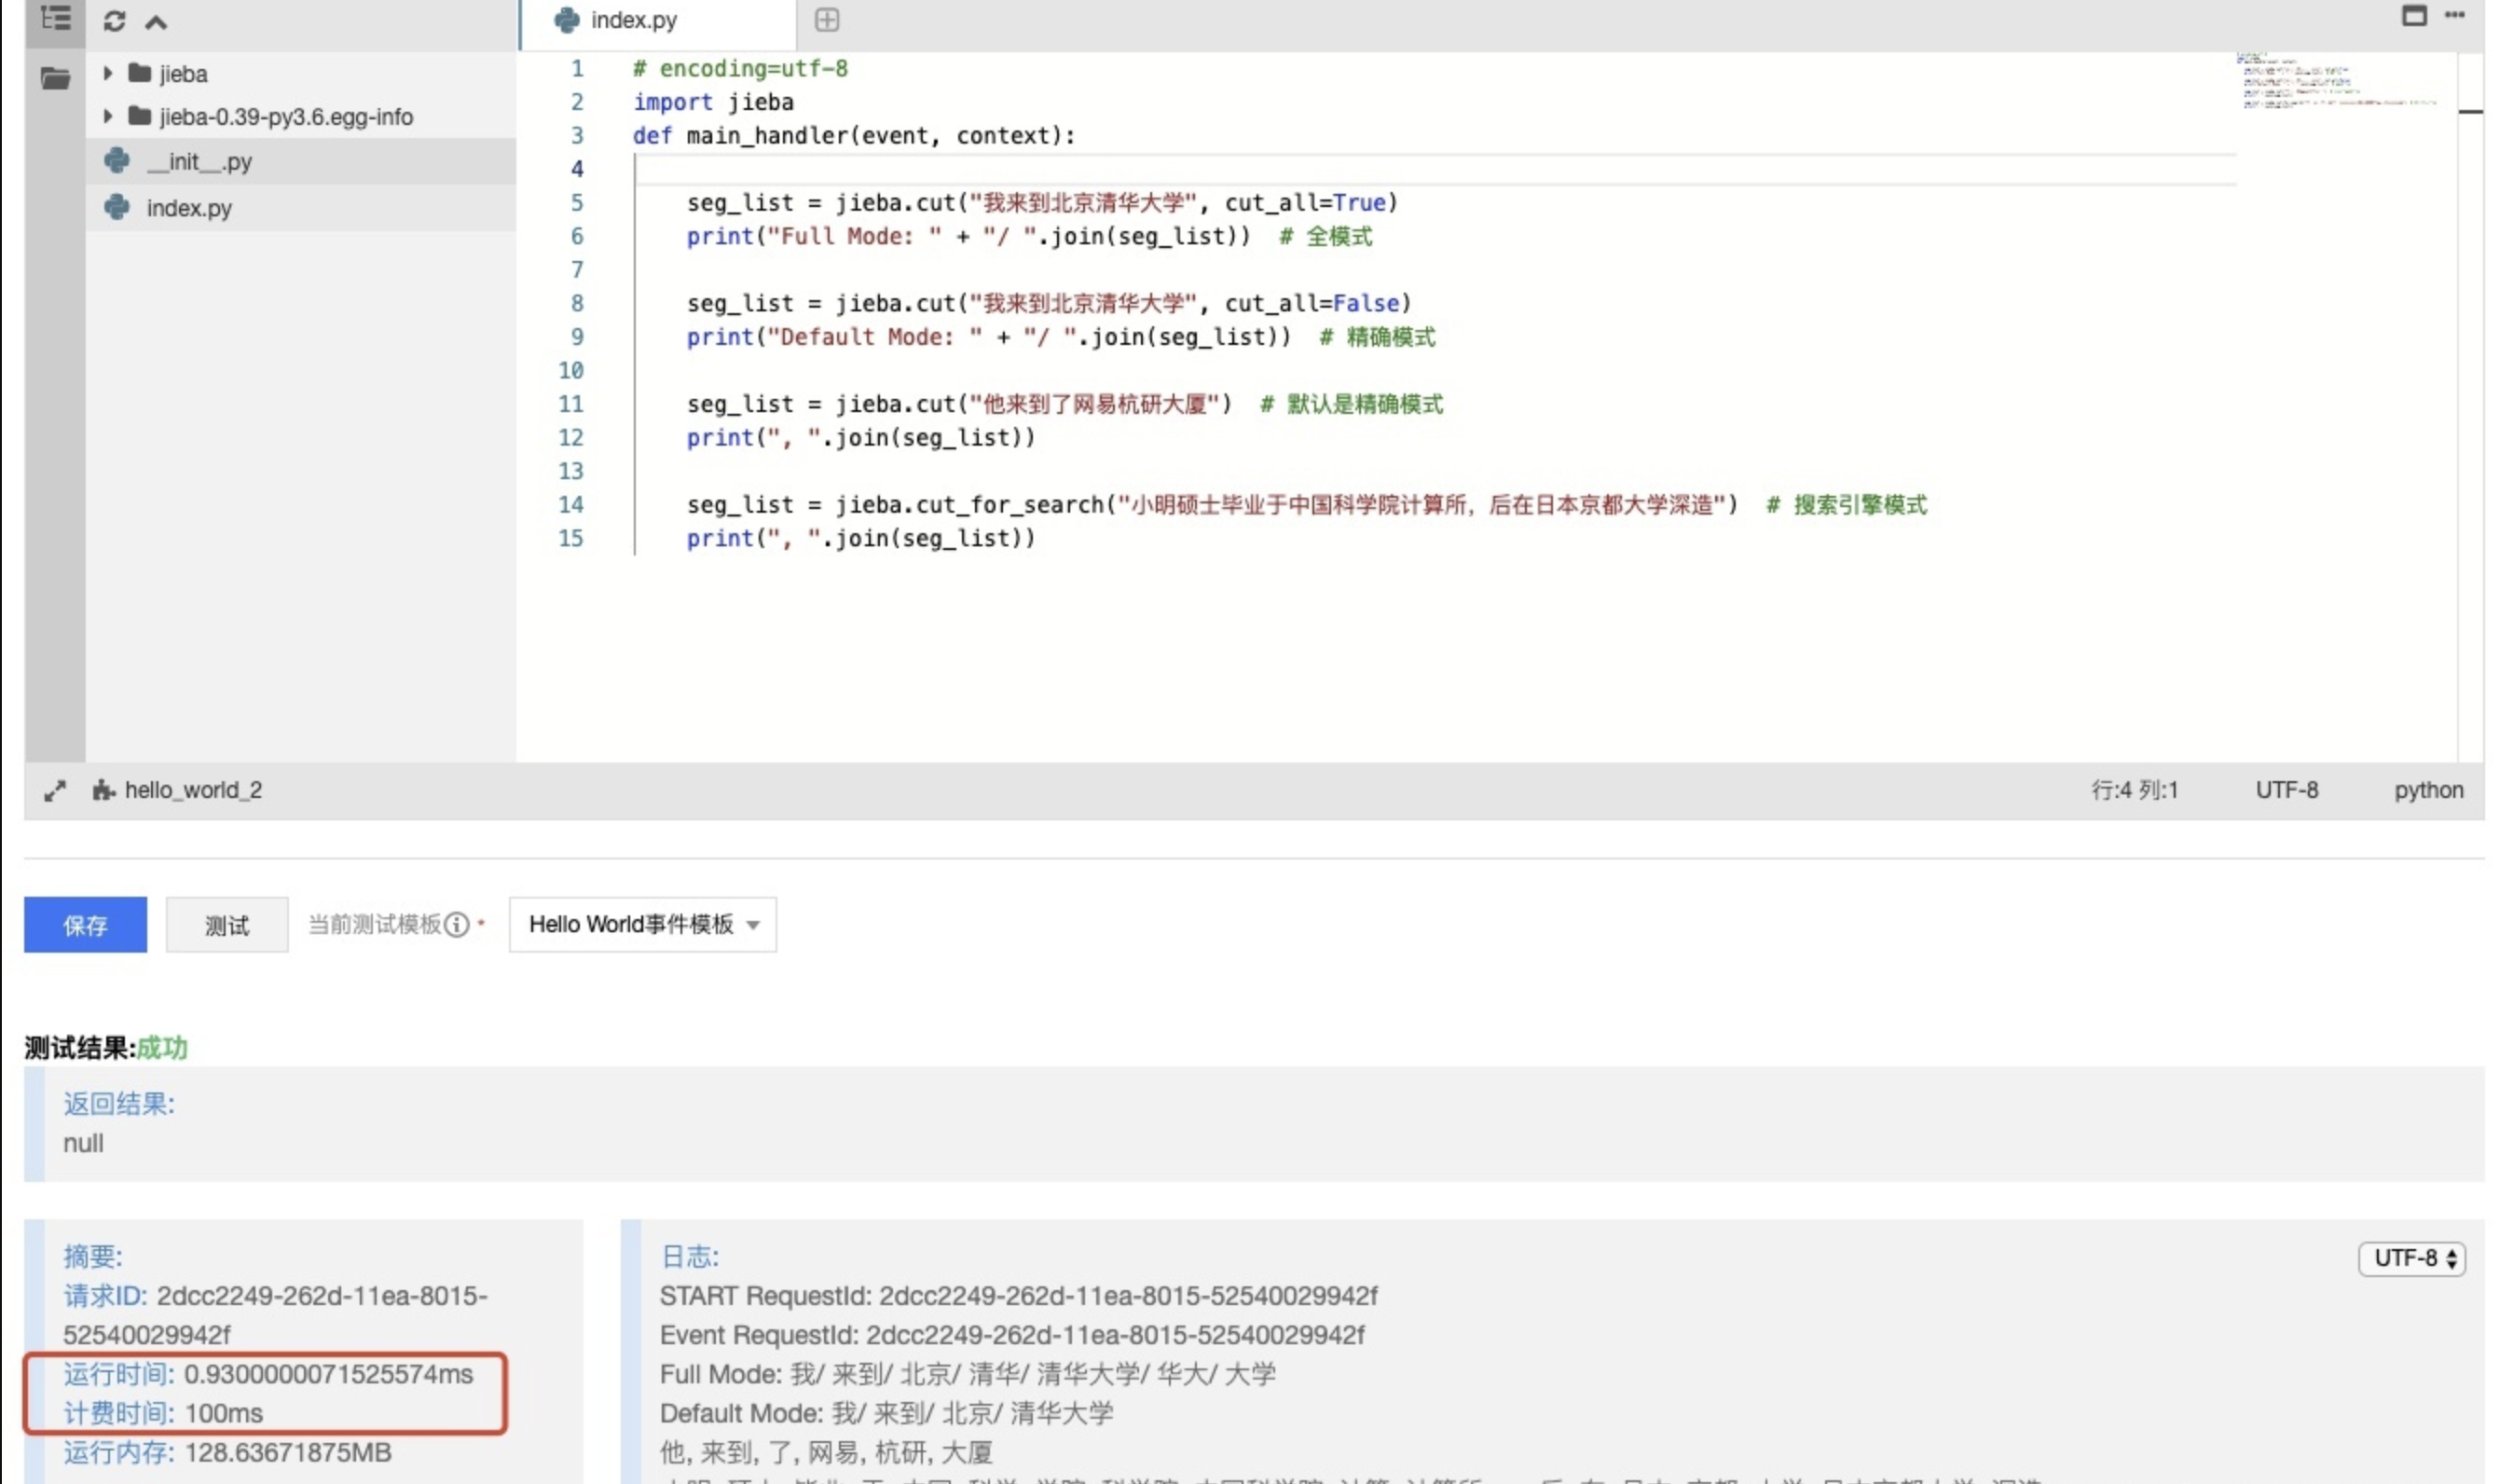 index.py
jieba
jieba-0.39-py3.6.egg-info
__init__.py
index.py
1 # encoding=utf-8
2 import jieba
3 def main_handler(event, context):
4
5 seg_list = jieba.cut("我来到北京清华大学", cut_all=True)
6 print("Full Mode: " + "/ ".join(seg_list)) # 全模式
7
8 seg_list = jieba.cut("我来到北京清华大学", cut_all=False)
9 print("Default Mode: " + "/ ".join(seg_list)) # 精确模式
10
11 seg_list = jieba.cut("他来到了网易杭研大厦") # 默认是精确模式
12 print(", ".join(seg_list))
13
14 seg_list = jieba.cut_for_search("小明硕士毕业于中国科学院计算所，后在日本京都大学深造") # 搜索引擎模式
15 print(", ".join(seg_list))
hello_world_2 行:4 列:1 UTF-8 python
保存 测试 当前测试模板 * Hello World事件模板
测试结果:成功
返回结果:
null
摘要:
请求ID: 2dcc2249-262d-11ea-8015-
52540029942f
运行时间: 0.9300000071525574ms
计费时间: 100ms
运行内存: 128.63671875MB
日志:
UTF-8
START RequestId: 2dcc2249-262d-11ea-8015-52540029942f
Event RequestId: 2dcc2249-262d-11ea-8015-52540029942f
Full Mode: 我/ 来到/ 北京/ 清华/ 清华大学/ 华大/ 大学
Default Mode: 我/ 来到/ 北京/ 清华大学
他, 来到, 了, 网易, 杭研, 大厦